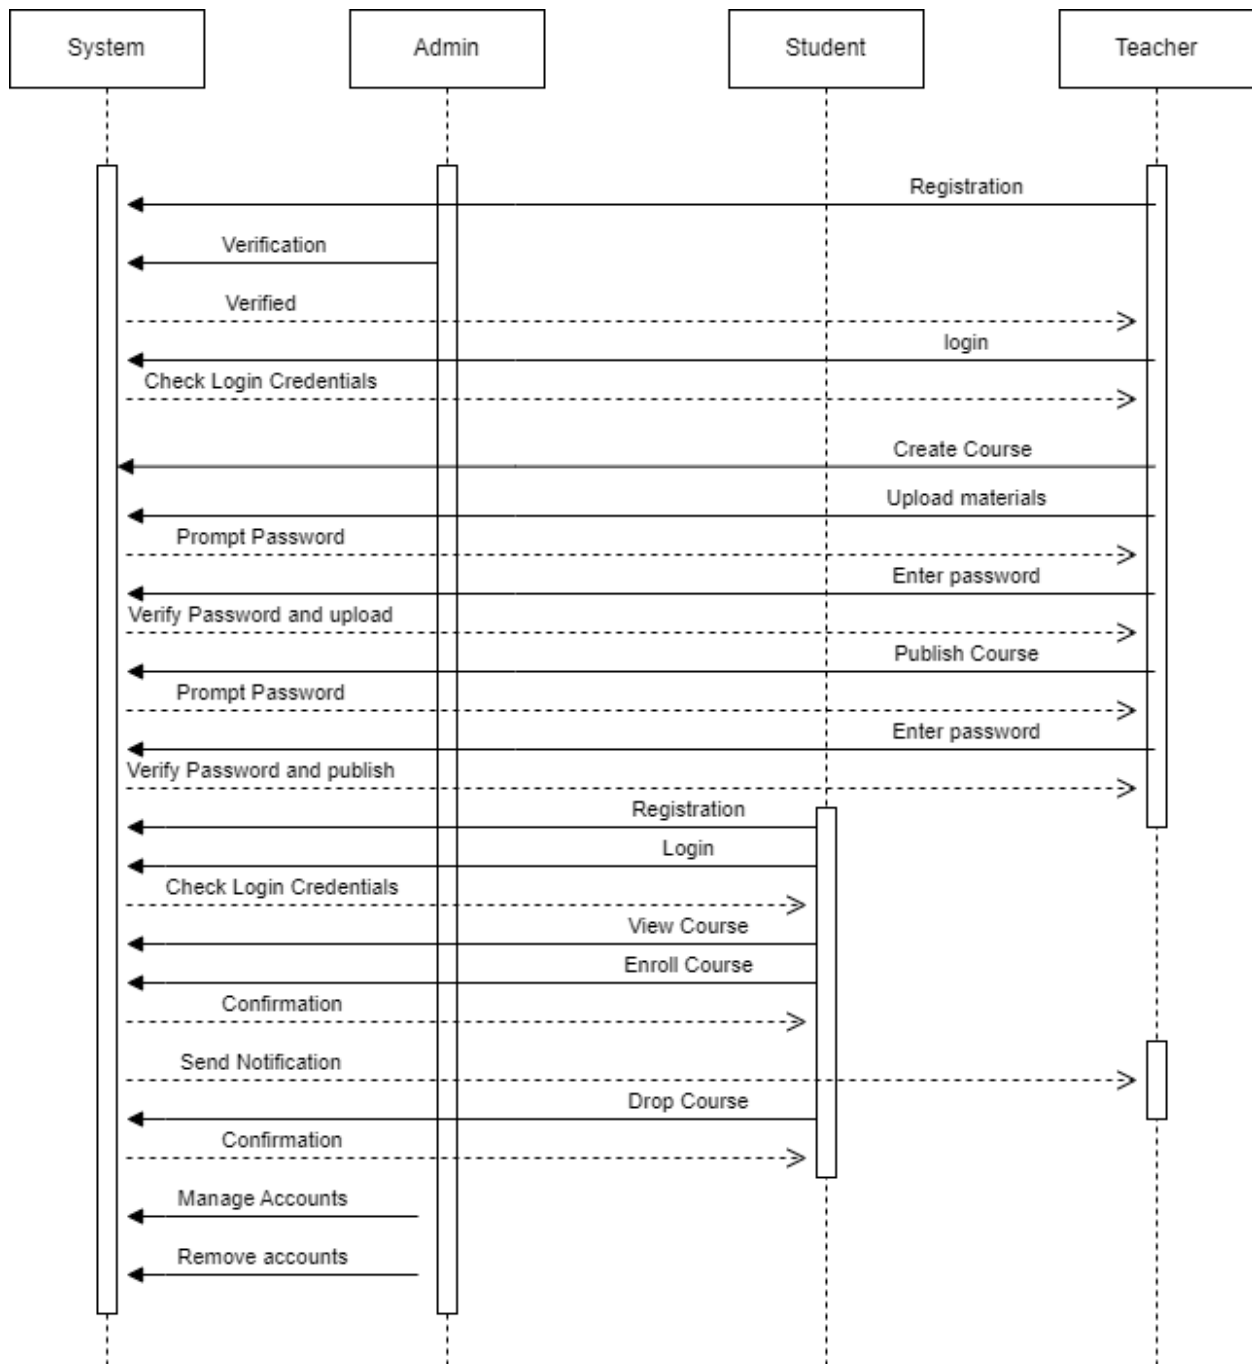 System
Admin
Student
Teacher
Registration
Verification
Verified
login
Check Login Credentials
Create Course
Upload materials
Prompt Password
Enter password
Verify Password and upload
Publish Course
Prompt Password
Enter password
Verify Password and publish
Registration
Login
Check Login Credentials
View Course
Enroll Course
Confirmation
Send Notification
Drop Course
Confirmation
Manage Accounts
Remove accounts